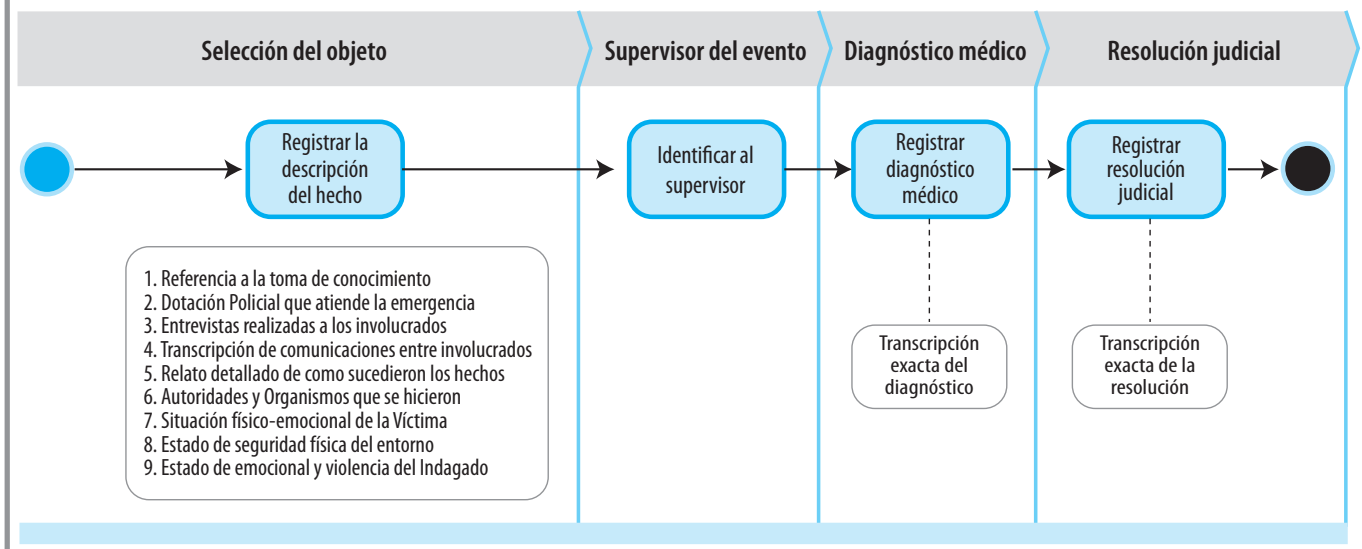 Selección del objeto
Supervisor del evento
Diagnóstico médico
Resolución judicial
Registrar la
descripción
del hecho
Identificar al
supervisor
Registrar
diagnóstico
médico
Registrar
resolución
judicial
1. Referencia a la toma de conocimiento
2. Dotación Policial que atiende la emergencia
3. Entrevistas realizadas a los involucrados
4. Transcripción de comunicaciones entre involucrados
5. Relato detallado de como sucedieron los hechos
6. Autoridades y Organismos que se hicieron
7. Situación físico-emocional de la Víctima
8. Estado de seguridad física del entorno
9. Estado de emocional y violencia del Indagado
Transcripción
exacta del
diagnóstico
Transcripción
exacta de la
resolución